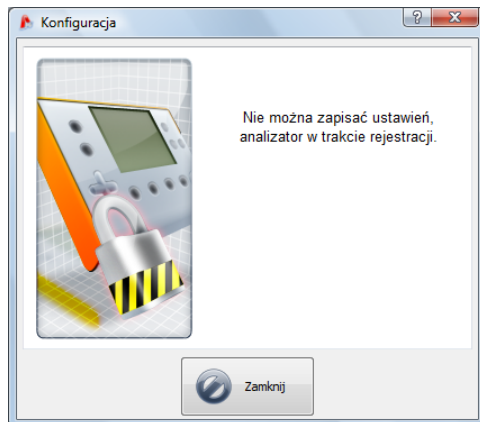 Konfiguracja
Nie można zapisać ustawień,
analizator w trakcie rejestracji.
Zamknij